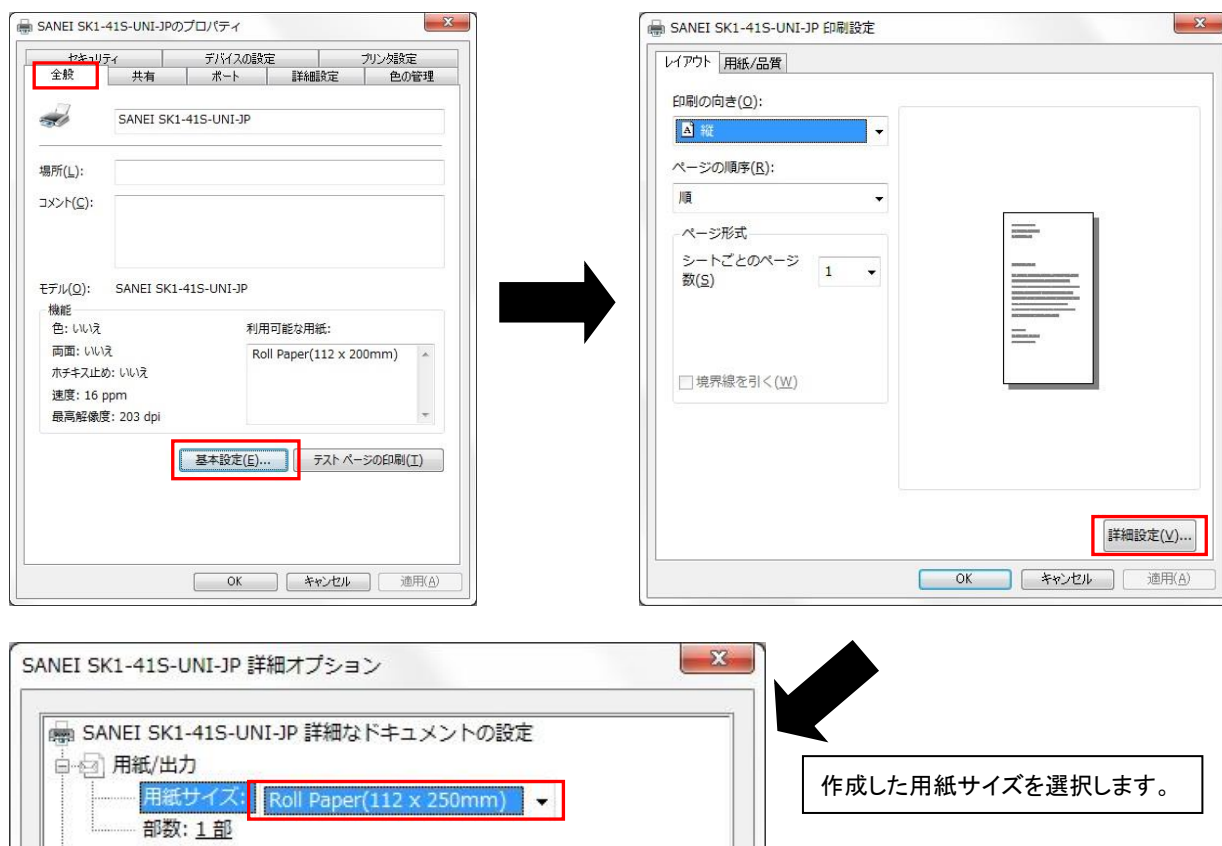 SANEI SK1-41S-UNI-JPのプロパティ
セキュリティ デバイスの設定 プリンタ設定
全般 共有 ポート 詳細設定 色の管理
SANEI SK1-41S-UNI-JP
場所(L):
コメント(C):
モデル(O): SANEI SK1-41S-UNI-JP
機能
色: いいえ 利用可能な用紙:
両面: いいえ Roll Paper(112 x 200mm)
ホチキス止め: いいえ
速度: 16 ppm
最高解像度: 203 dpi
基本設定(E)... テスト ページの印刷(T)
OK キャンセル 適用(A)
SANEI SK1-41S-UNI-JP 印刷設定
レイアウト 用紙/品質
印刷の向き(O):
縦
ページの順序(R):
順
ページ形式
シートごとのページ
数(S) 1
境界線を引く(W)
詳細設定(V)...
OK キャンセル 適用(A)
SANEI SK1-41S-UNI-JP 詳細オプション
SANEI SK1-41S-UNI-JP 詳細なドキュメントの設定
用紙/出力
用紙サイズ: Roll Paper(112 x 250mm)
部数: 1 部
作成した用紙サイズを選択します。